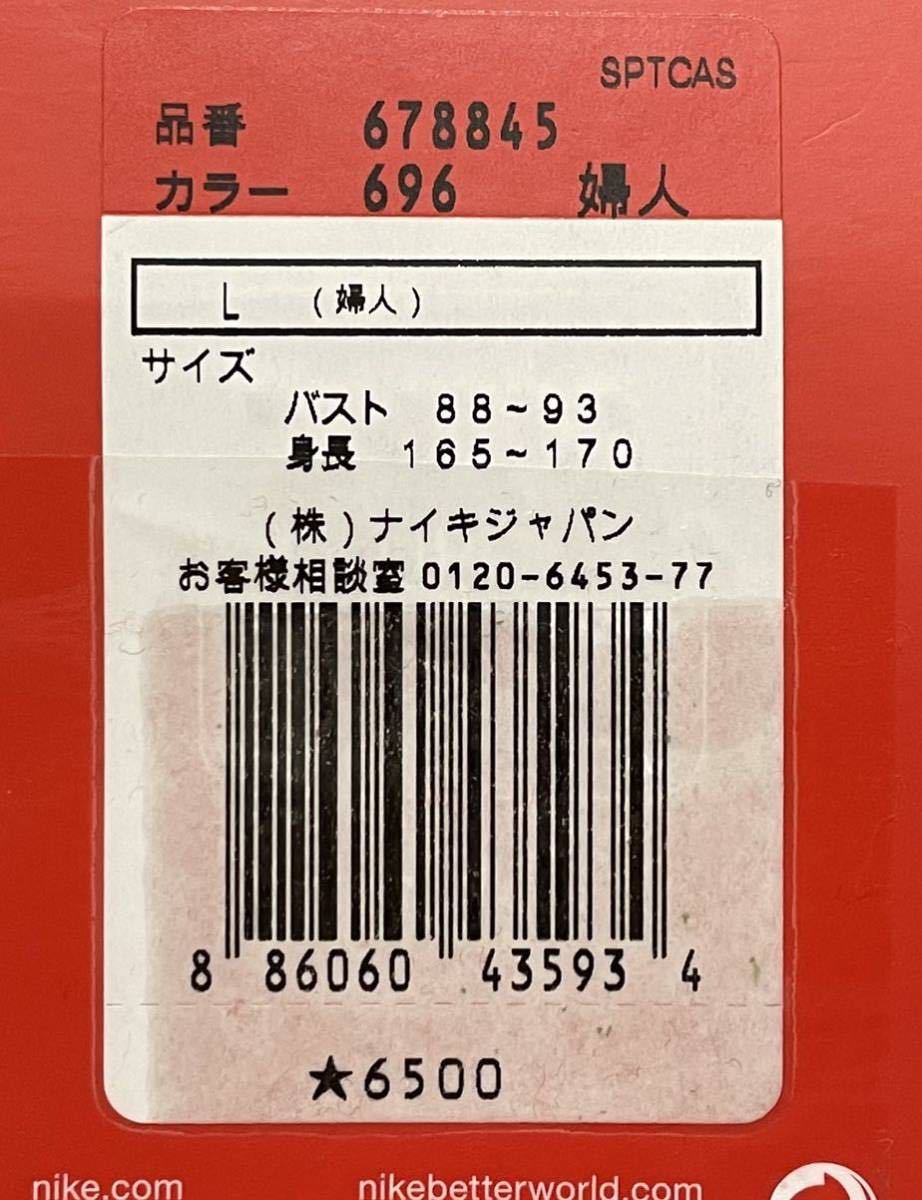 SPTCAS
品番 678845
カラー 696 婦人
L (婦人)
サイズ
バスト 88~93
身長 165~170
(株)ナイキジャパン
お客様相談室 0120-6453-77
8 86060 43593 4
★6500
nike.com nikebetterworld.com